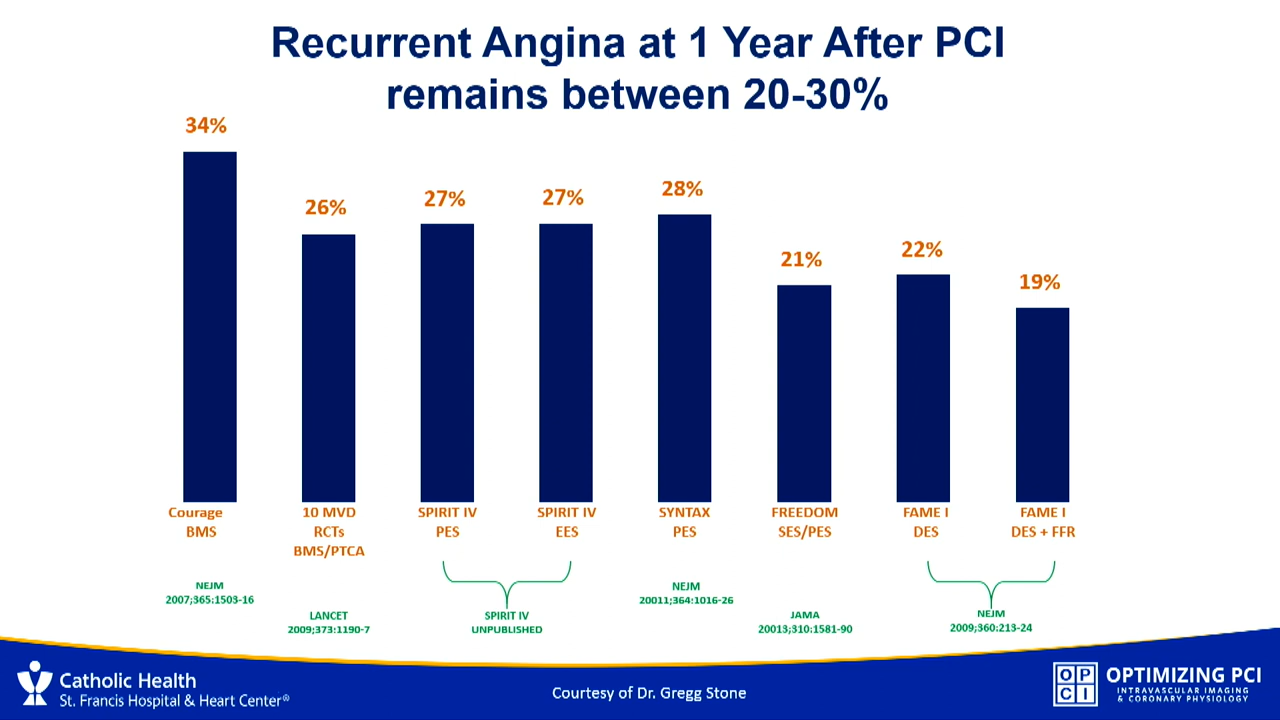 Recurrent Angina at 1 Year After PCI
remains between 20-30%
34%
26%
27%
27%
28%
21%
22%
19%
Courage
BMS
10 MVD
RCTs
BMS/PTCA
SPIRIT IV
PES
SPIRIT IV
EES
SYNTAX
PES
FREEDOM
SES/PES
FAME I
DES
FAME I
DES + FFR
NEJM
2007;365:1503-16
LANCET
2009;373:1190-7
SPIRIT IV
UNPUBLISHED
NEJM
20011;364:1016-26
JAMA
20013;310:1581-90
NEJM
2009;360:213-24
Catholic Health
St. Francis Hospital & Heart Center®
Courtesy of Dr. Gregg Stone
OP
CI
OPTIMIZING PCI
INTRAVASCULAR IMAGING
& CORONARY PHYSIOLOGY